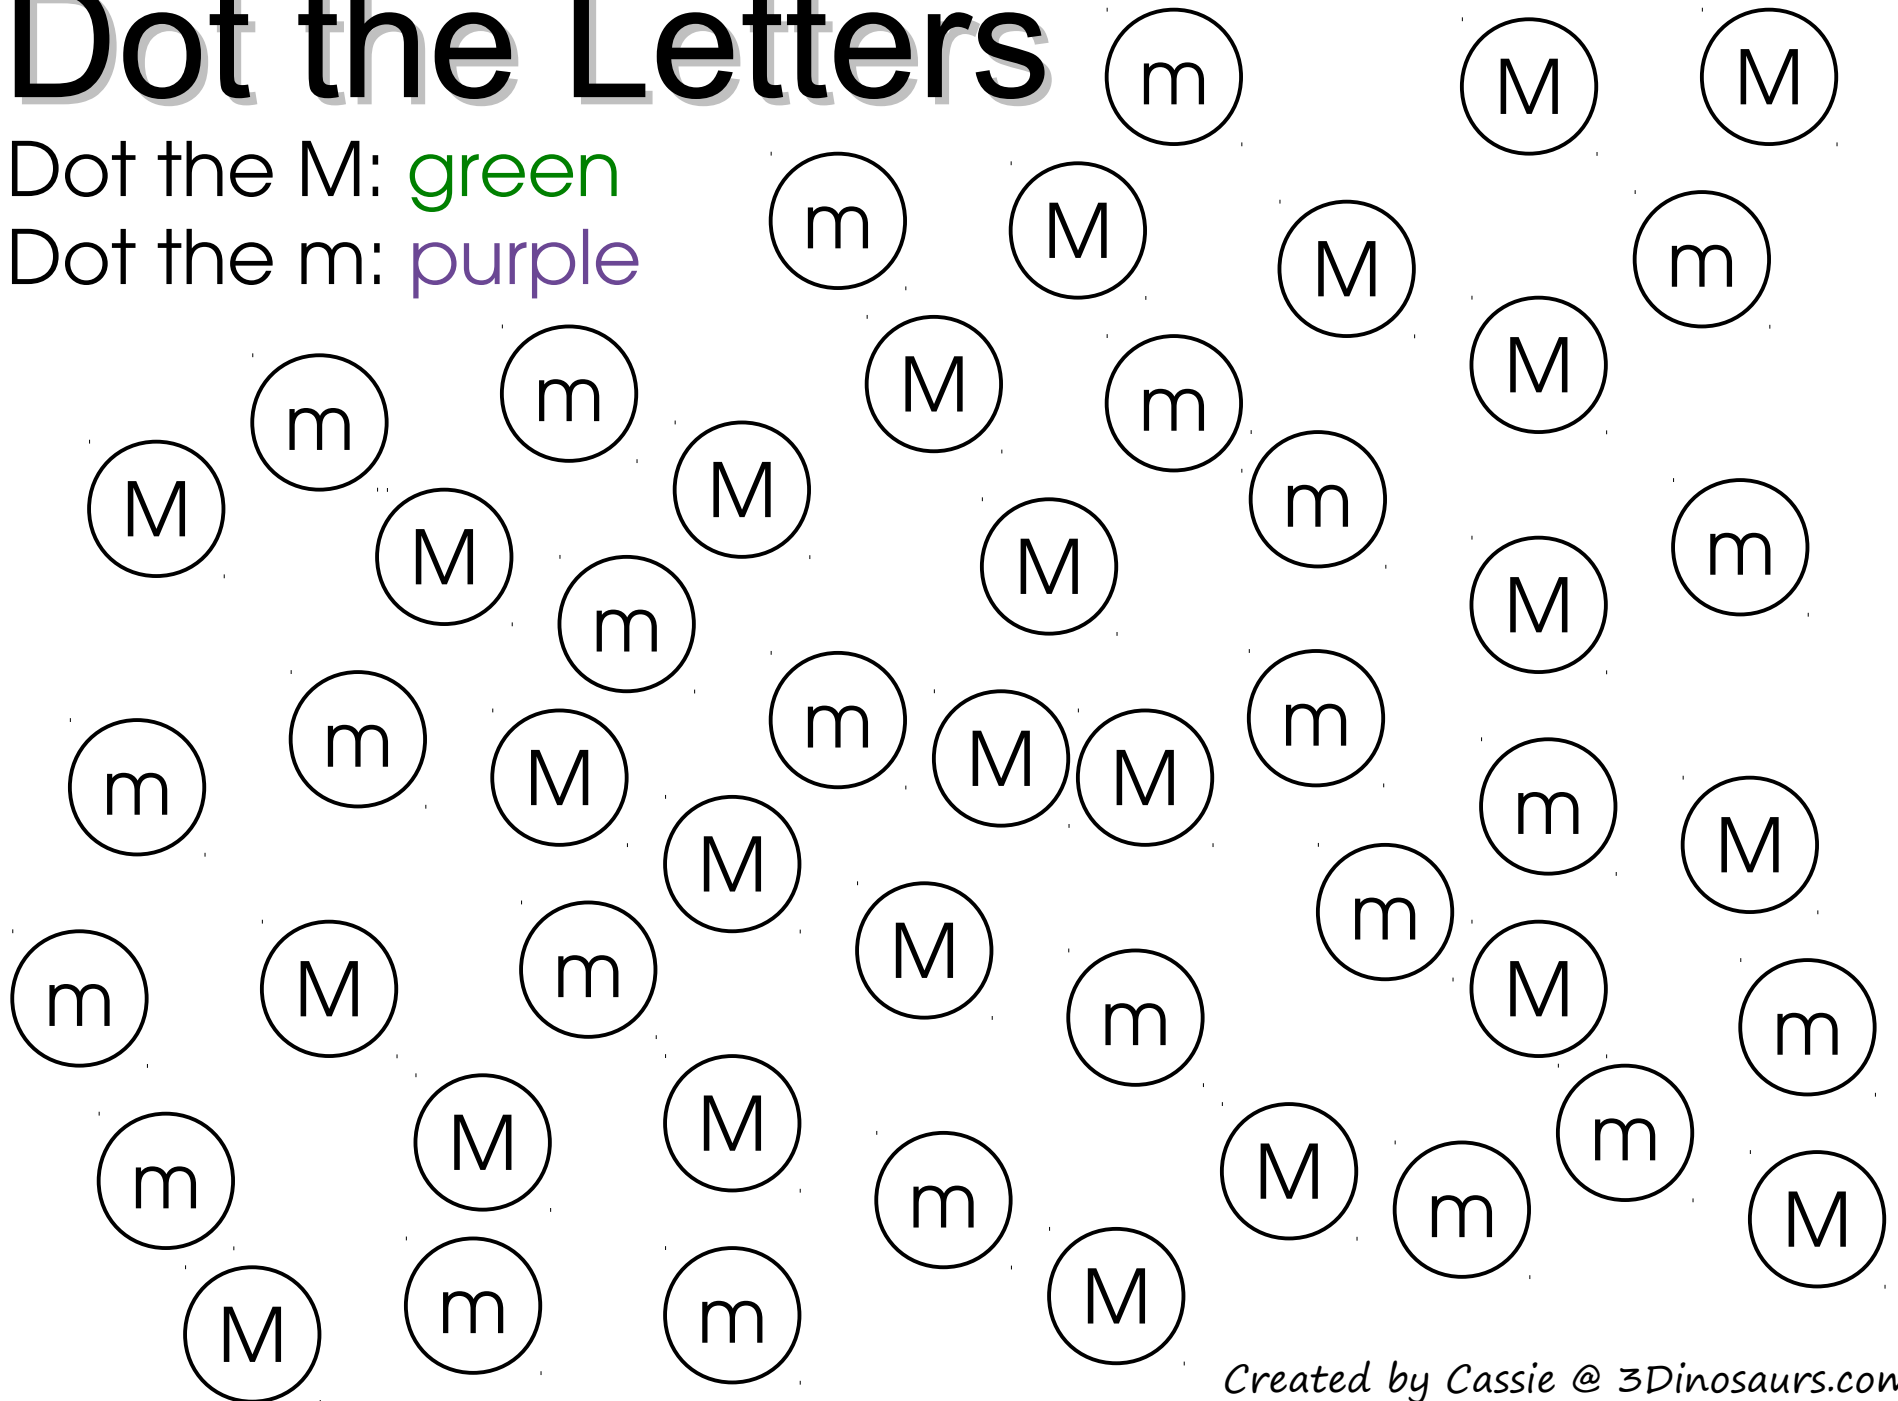 Dot the Letters
Dot the M: green
Dot the m: purple
m M M
m M M m
m m M m M
M M M M m m
m M M m
m m M m M M m
m M m M
m M m M m M m
m M M m M m m M
M m m M
Created by Cassie @ 3Dinosaurs.com